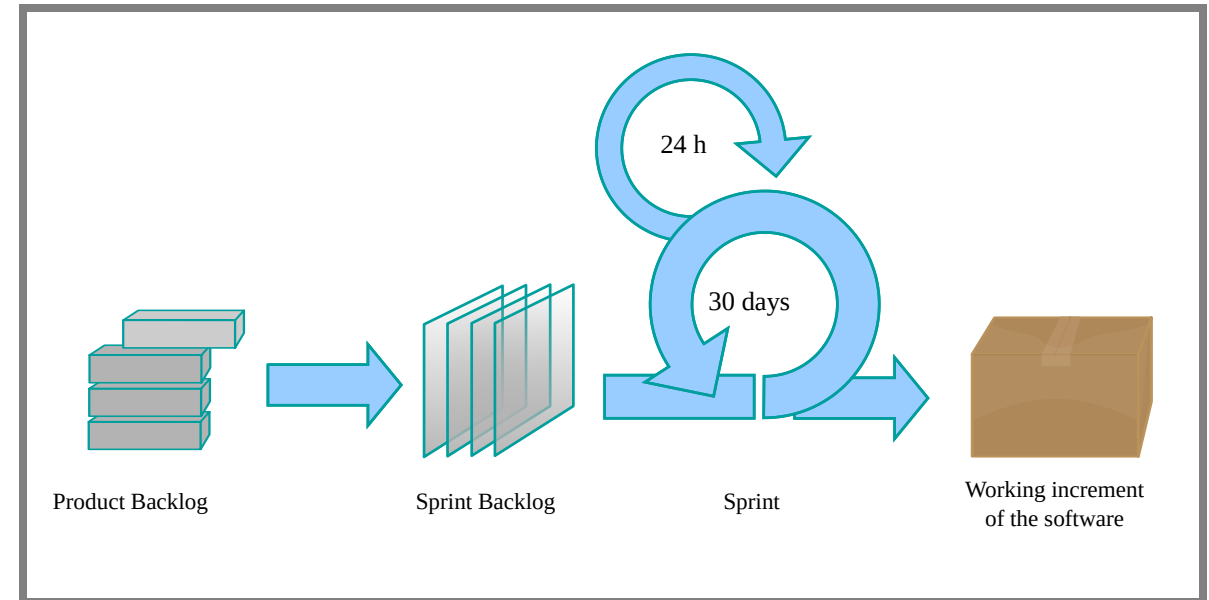 24 h
30 days
Product Backlog
Sprint Backlog
Sprint
Working increment
of the software